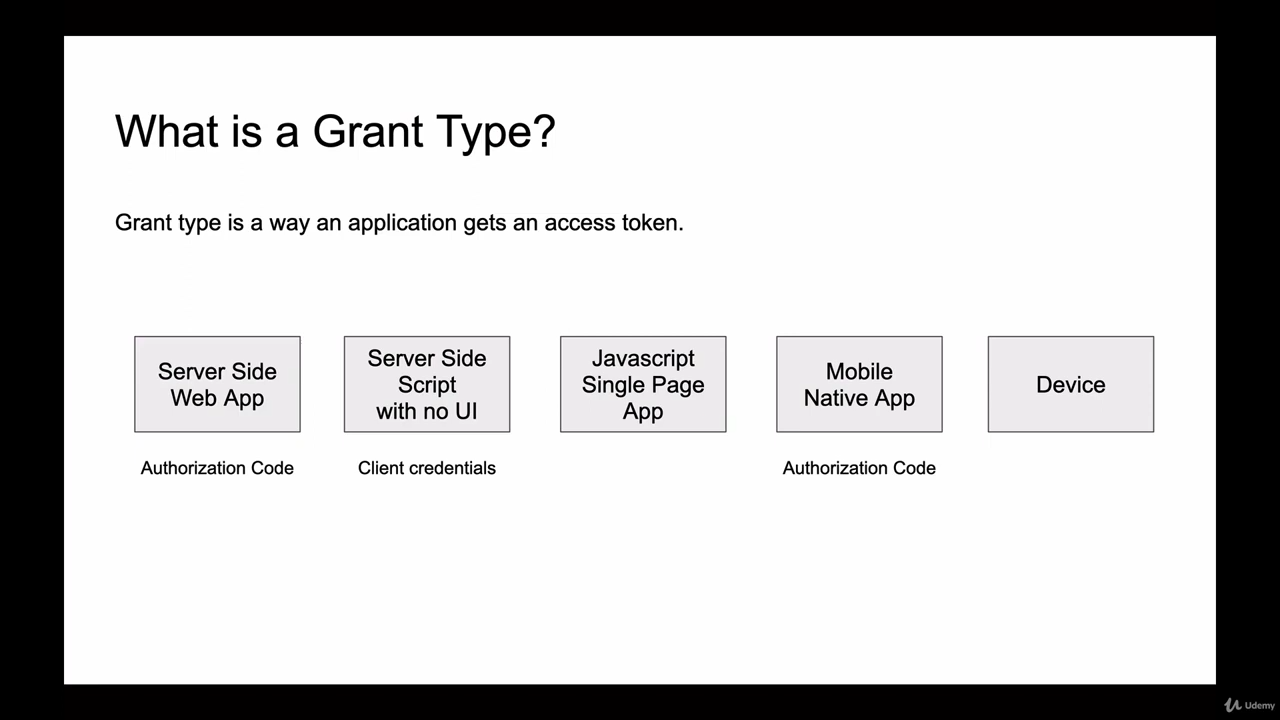 What is a Grant Type?
Grant type is a way an application gets an access token.
Server Side
Web App
Server Side
Script
with no UI
Javascript
Single Page
App
Mobile
Native App
Device
Authorization Code
Client credentials
Authorization Code
Udemy